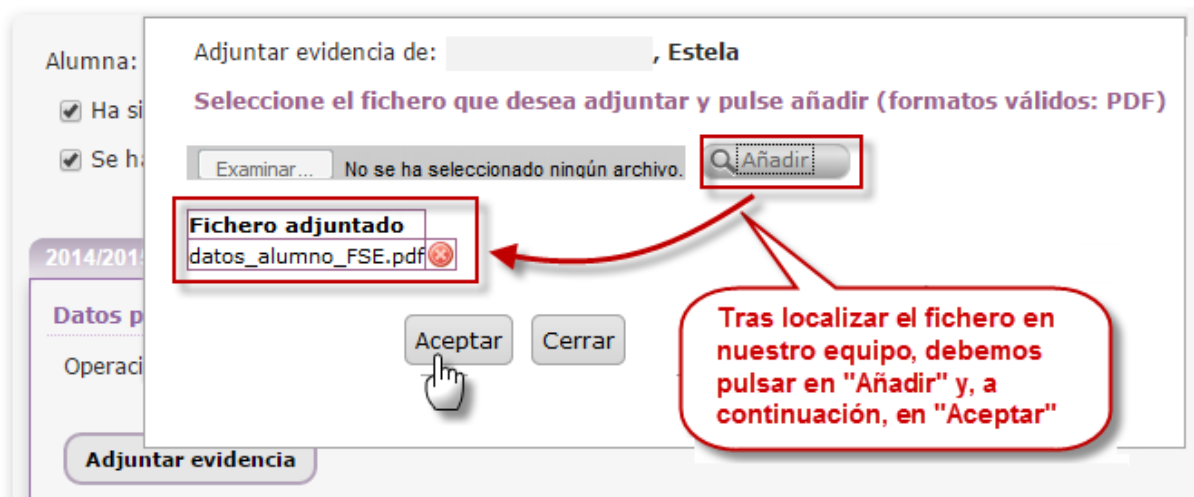 Adjuntar evidencia de: , Estela
Alumna:
Seleccione el fichero que desea adjuntar y pulse añadir (formatos válidos: PDF)
Ha si
Se ha
Examinar... No se ha seleccionado ningún archivo. Añadir
Fichero adjuntado
datos_alumno_FSE.pdf
2014/201
Datos p
Operaci
Aceptar Cerrar
Tras localizar el fichero en
nuestro equipo, debemos
pulsar en "Añadir" y, a
continuación, en "Aceptar"
Adjuntar evidencia